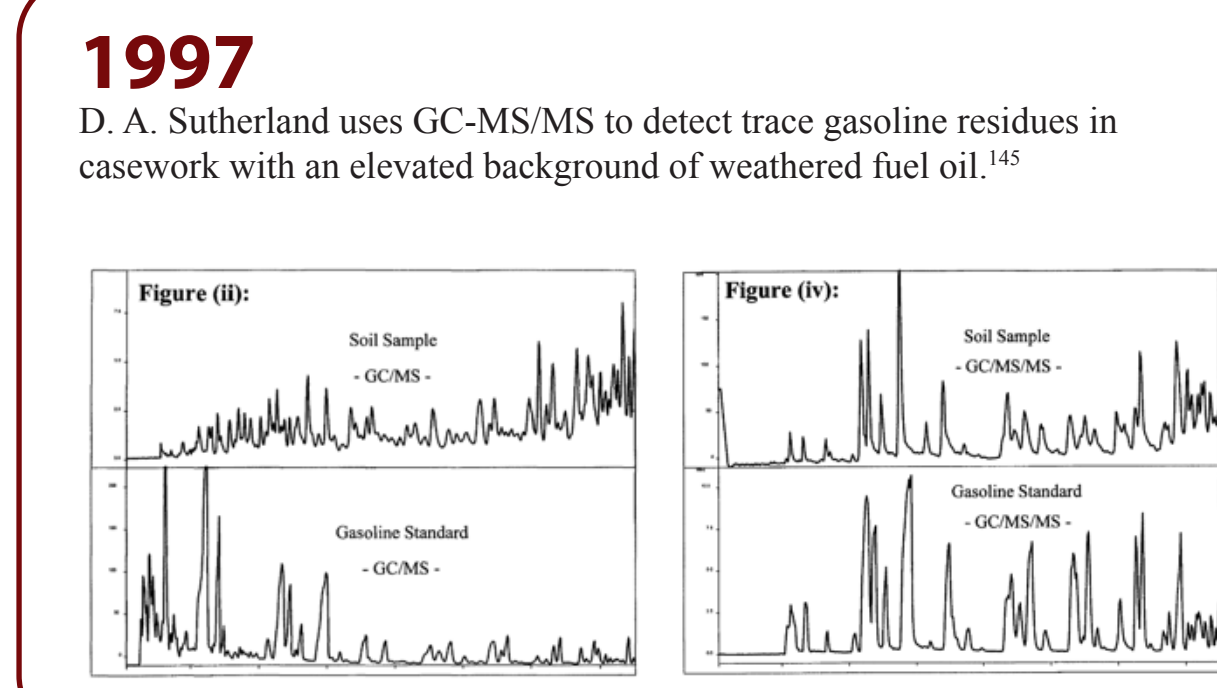 1997
D. A. Sutherland uses GC-MS/MS to detect trace gasoline residues in
casework with an elevated background of weathered fuel oil.145
Figure (ii):
Soil Sample
- GC/MS -
Gasoline Standard
- GC/MS -
Figure (iv):
Soil Sample
- GC/MS/MS -
Gasoline Standard
- GC/MS/MS -